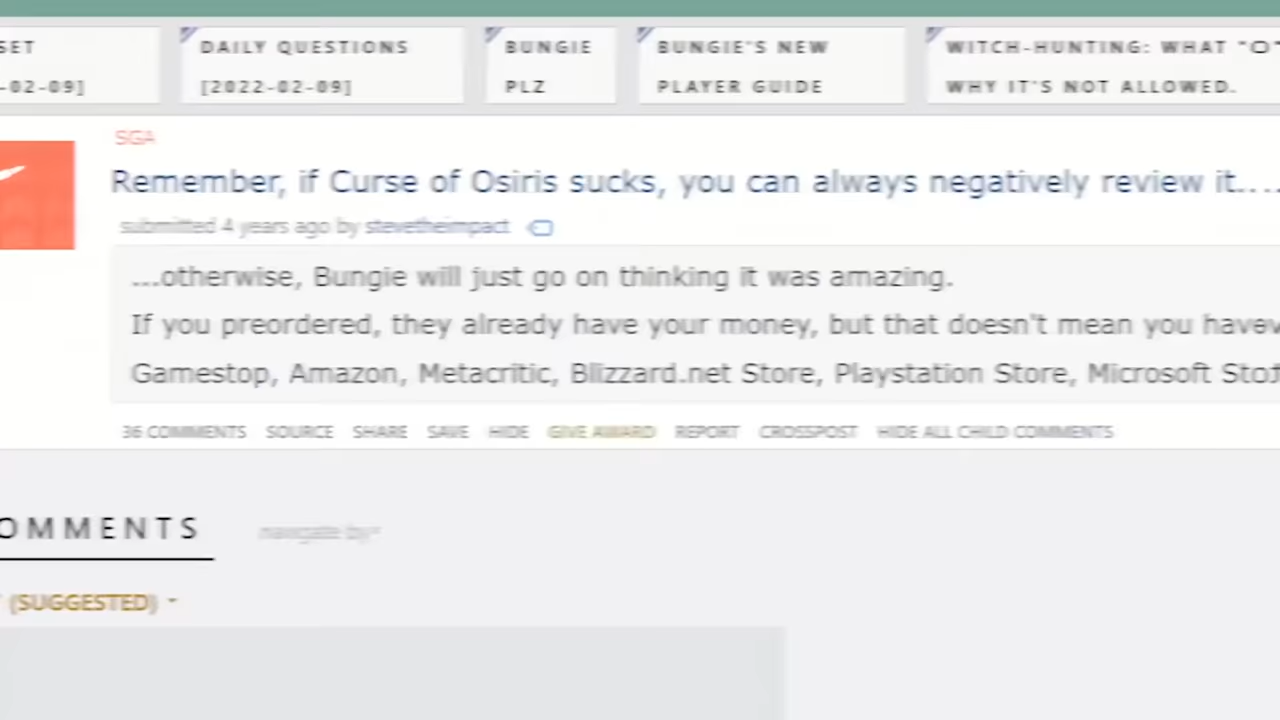 SET
-02-09]
DAILY QUESTIONS
[2022-02-09]
BUNGIE
PLZ
BUNGIE'S NEW
PLAYER GUIDE
WITCH-HUNTING: WHAT "O"
WHY IT'S NOT ALLOWED.
SGA
Remember, if Curse of Osiris sucks, you can always negatively review it....
submitted 4 years ago by stevetheimpact
...otherwise, Bungie will just go on thinking it was amazing.
If you preordered, they already have your money, but that doesn't mean you have
Gamestop, Amazon, Metacritic, Blizzard.net Store, Playstation Store, Microsoft
36 COMMENTS SOURCE SHARE SAVE HIDE GIVE AWARD REPORT CROSSPOST HIDE ALL CHILD COMMENTS
OMMENTS navigate by
(SUGGESTED)